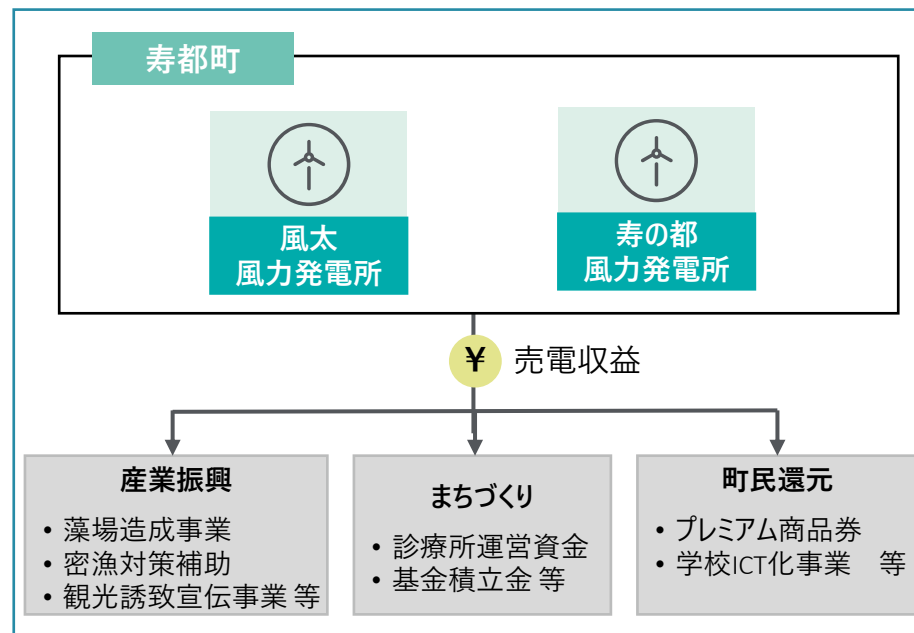 寿都町
風太
風力発電所
寿の都
風力発電所
¥ 売電収益
産業振興
• 藻場造成事業
• 密漁対策補助
• 観光誘致宣伝事業 等
まちづくり
• 診療所運営資金
• 基金積立金 等
町民還元
• プレミアム商品券
• 学校ICT化事業　等